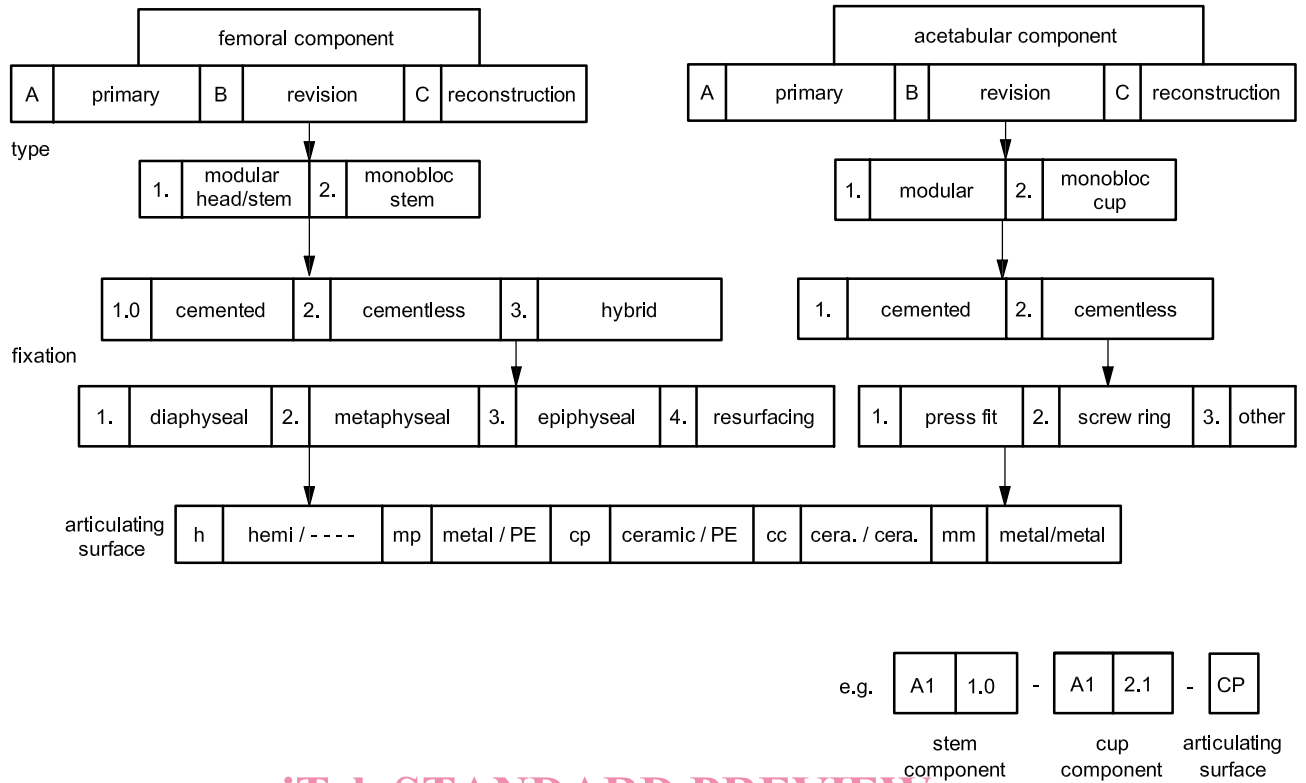 femoral component
acetabular component
A primary B revision C reconstruction
A primary B revision C reconstruction
type
1. modular head/stem 2. monobloc stem
1. modular 2. monobloc cup
1.0 cemented 2. cementless 3. hybrid
1. cemented 2. cementless
fixation
1. diaphyseal 2. metaphyseal 3. epiphyseal 4. resurfacing
1. press fit 2. screw ring 3. other
articulating surface
h hemi / - - - - mp metal / PE cp ceramic / PE cc cera. / cera. mm metal/metal
e.g. A1 1.0 - A1 2.1 - CP
stem component
cup component
articulating surface
iTeh STANDARD PREVIEW